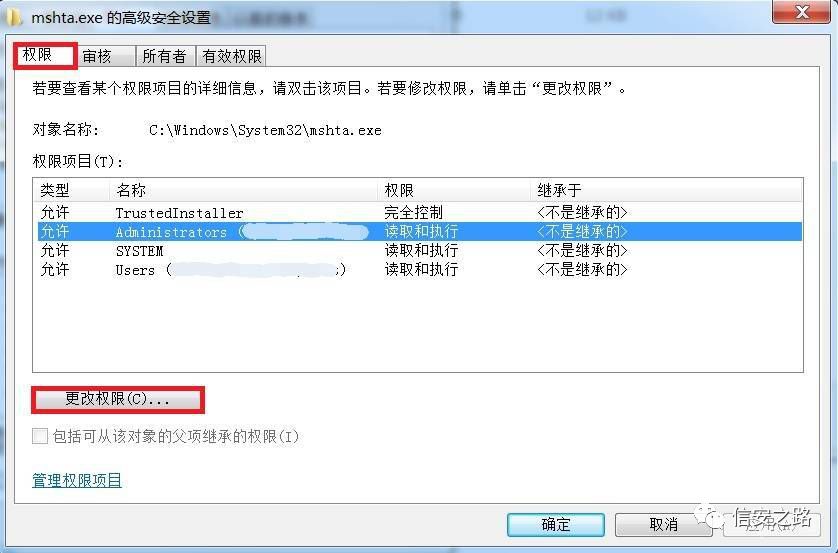 mshta.exe 的高级安全设置
权限 审核 所有者 有效权限
若要查看某个权限项目的详细信息，请双击该项目。若要修改权限，请单击“更改权限”。
对象名称: C:\Windows\System32\mshta.exe
权限项目(T):
类型 名称 权限 继承于
允许 TrustedInstaller 完全控制 <不是继承的>
允许 Administrators ( 读取和执行 <不是继承的>
允许 SYSTEM 读取和执行 <不是继承的>
允许 Users ( ) 读取和执行 <不是继承的>
更改权限(C)...
包括可从该对象的父项继承的权限(I)
管理权限项目
确定 取消
信安之路